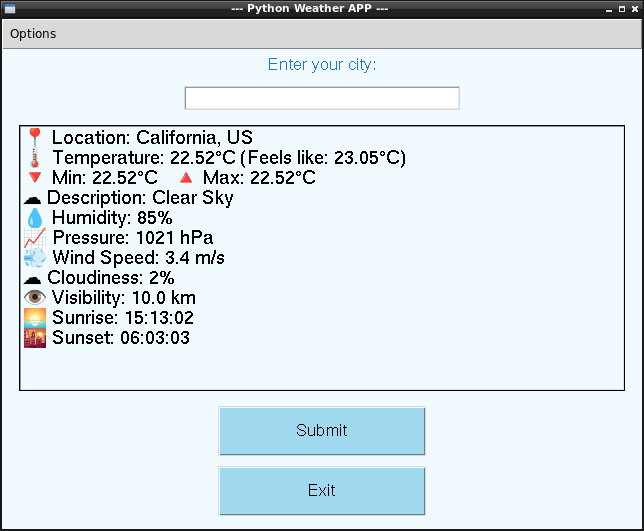 --- Python Weather APP ---
Options
Enter your city:
📍 Location: California, US
🌡️ Temperature: 22.52°C (Feels like: 23.05°C)
🔻 Min: 22.52°C 🔺 Max: 22.52°C
☁ Description: Clear Sky
💧 Humidity: 85%
📈 Pressure: 1021 hPa
💨 Wind Speed: 3.4 m/s
☁ Cloudiness: 2%
👁️ Visibility: 10.0 km
🌅 Sunrise: 15:13:02
🌇 Sunset: 06:03:03
Submit
Exit